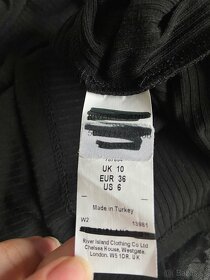 UK 10
EUR 36
US 6
Made in Turkey
W2
River Island Clothing Co Ltd
Chelsea House, Westgate,
London. W5 1DR, UK